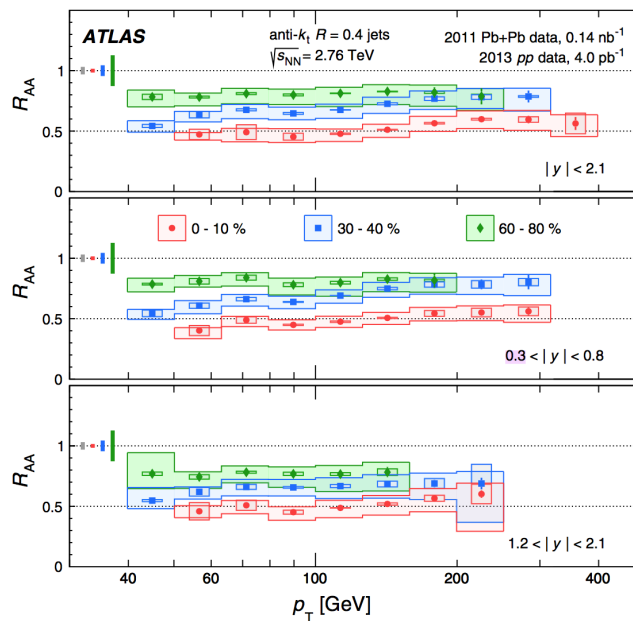 ATLAS
anti-kt R = 0.4 jets
√sNN = 2.76 TeV
2011 Pb+Pb data, 0.14 nb-1
2013 pp data, 4.0 pb-1
RAA
1
0.5
0
| y | < 2.1
0 - 10 %
30 - 40 %
60 - 80 %
RAA
1
0.5
0
0.3 < | y | < 0.8
RAA
1
0.5
0
1.2 < | y | < 2.1
40 60 100 200 300 400 500
pT [GeV]